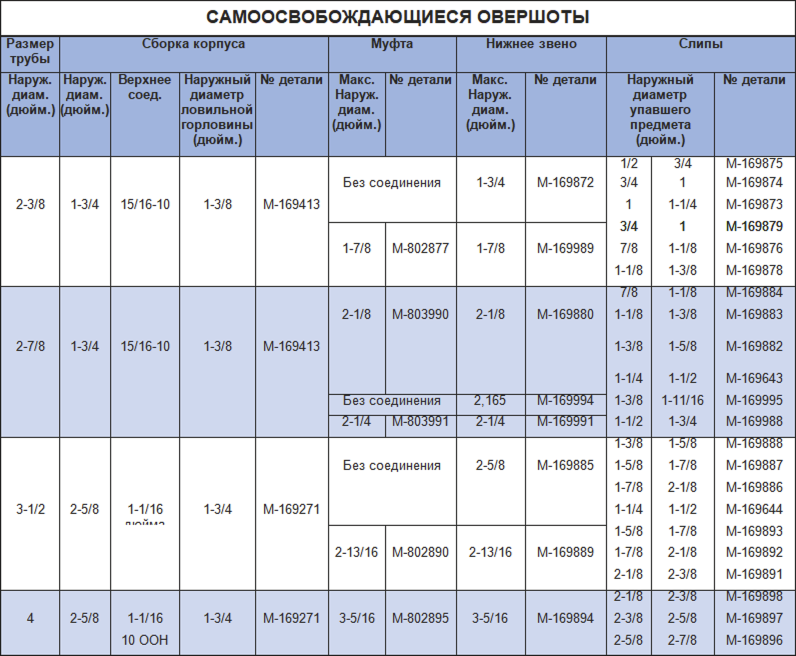 САМООСВОБОЖДАЮЩИЕСЯ ОВЕРШОТЫ
Размер трубы Сборка корпуса Муфта Нижнее звено Слипы
Наруж. диам. (дюйм.) Наруж. диам. (дюйм.) Верхнее соед. Наружный диаметр ловильной горловины (дюйм.) № детали Макс. Наруж. диам. (дюйм.) № детали Макс. Наруж. диам. (дюйм.) № детали Наружный диаметр упавшего предмета (дюйм.) № детали
1/2 3/4 М-169875
Без соединения 1-3/4 М-169872 3/4 1 М-169874
2-3/8 1-3/4 15/16-10 1-3/8 М-169413 1 1-1/4 М-169873
3/4 1 М-169879
1-7/8 М-802877 1-7/8 М-169989 7/8 1-1/8 М-169876
1-1/8 1-3/8 М-169878
7/8 1-1/8 М-169884
2-1/8 М-803990 2-1/8 М-169880 1-1/8 1-3/8 М-169883
2-7/8 1-3/4 15/16-10 1-3/8 М-169413 1-3/8 1-5/8 М-169882
1-1/4 1-1/2 М-169643
Без соединения 2,165 М-169994 1-3/8 1-11/16 М-169995
2-1/4 М-803991 2-1/4 М-169991 1-1/2 1-3/4 М-169988
1-3/8 1-5/8 М-169888
Без соединения 2-5/8 М-169885 1-5/8 1-7/8 М-169887
1-7/8 2-1/8 М-169886
3-1/2 2-5/8 1-1/16 1-3/4 М-169271 1-1/4 1-1/2 М-169644
дюйма
1-5/8 1-7/8 М-169893
2-13/16 М-802890 2-13/16 М-169889 1-7/8 2-1/8 М-169892
2-1/8 2-3/8 М-169891
2-1/8 2-3/8 М-169898
4 2-5/8 1-1/16 1-3/4 М-169271 3-5/16 М-802895 3-5/16 М-169894 2-3/8 2-5/8 М-169897
10 ООН 2-5/8 2-7/8 М-169896